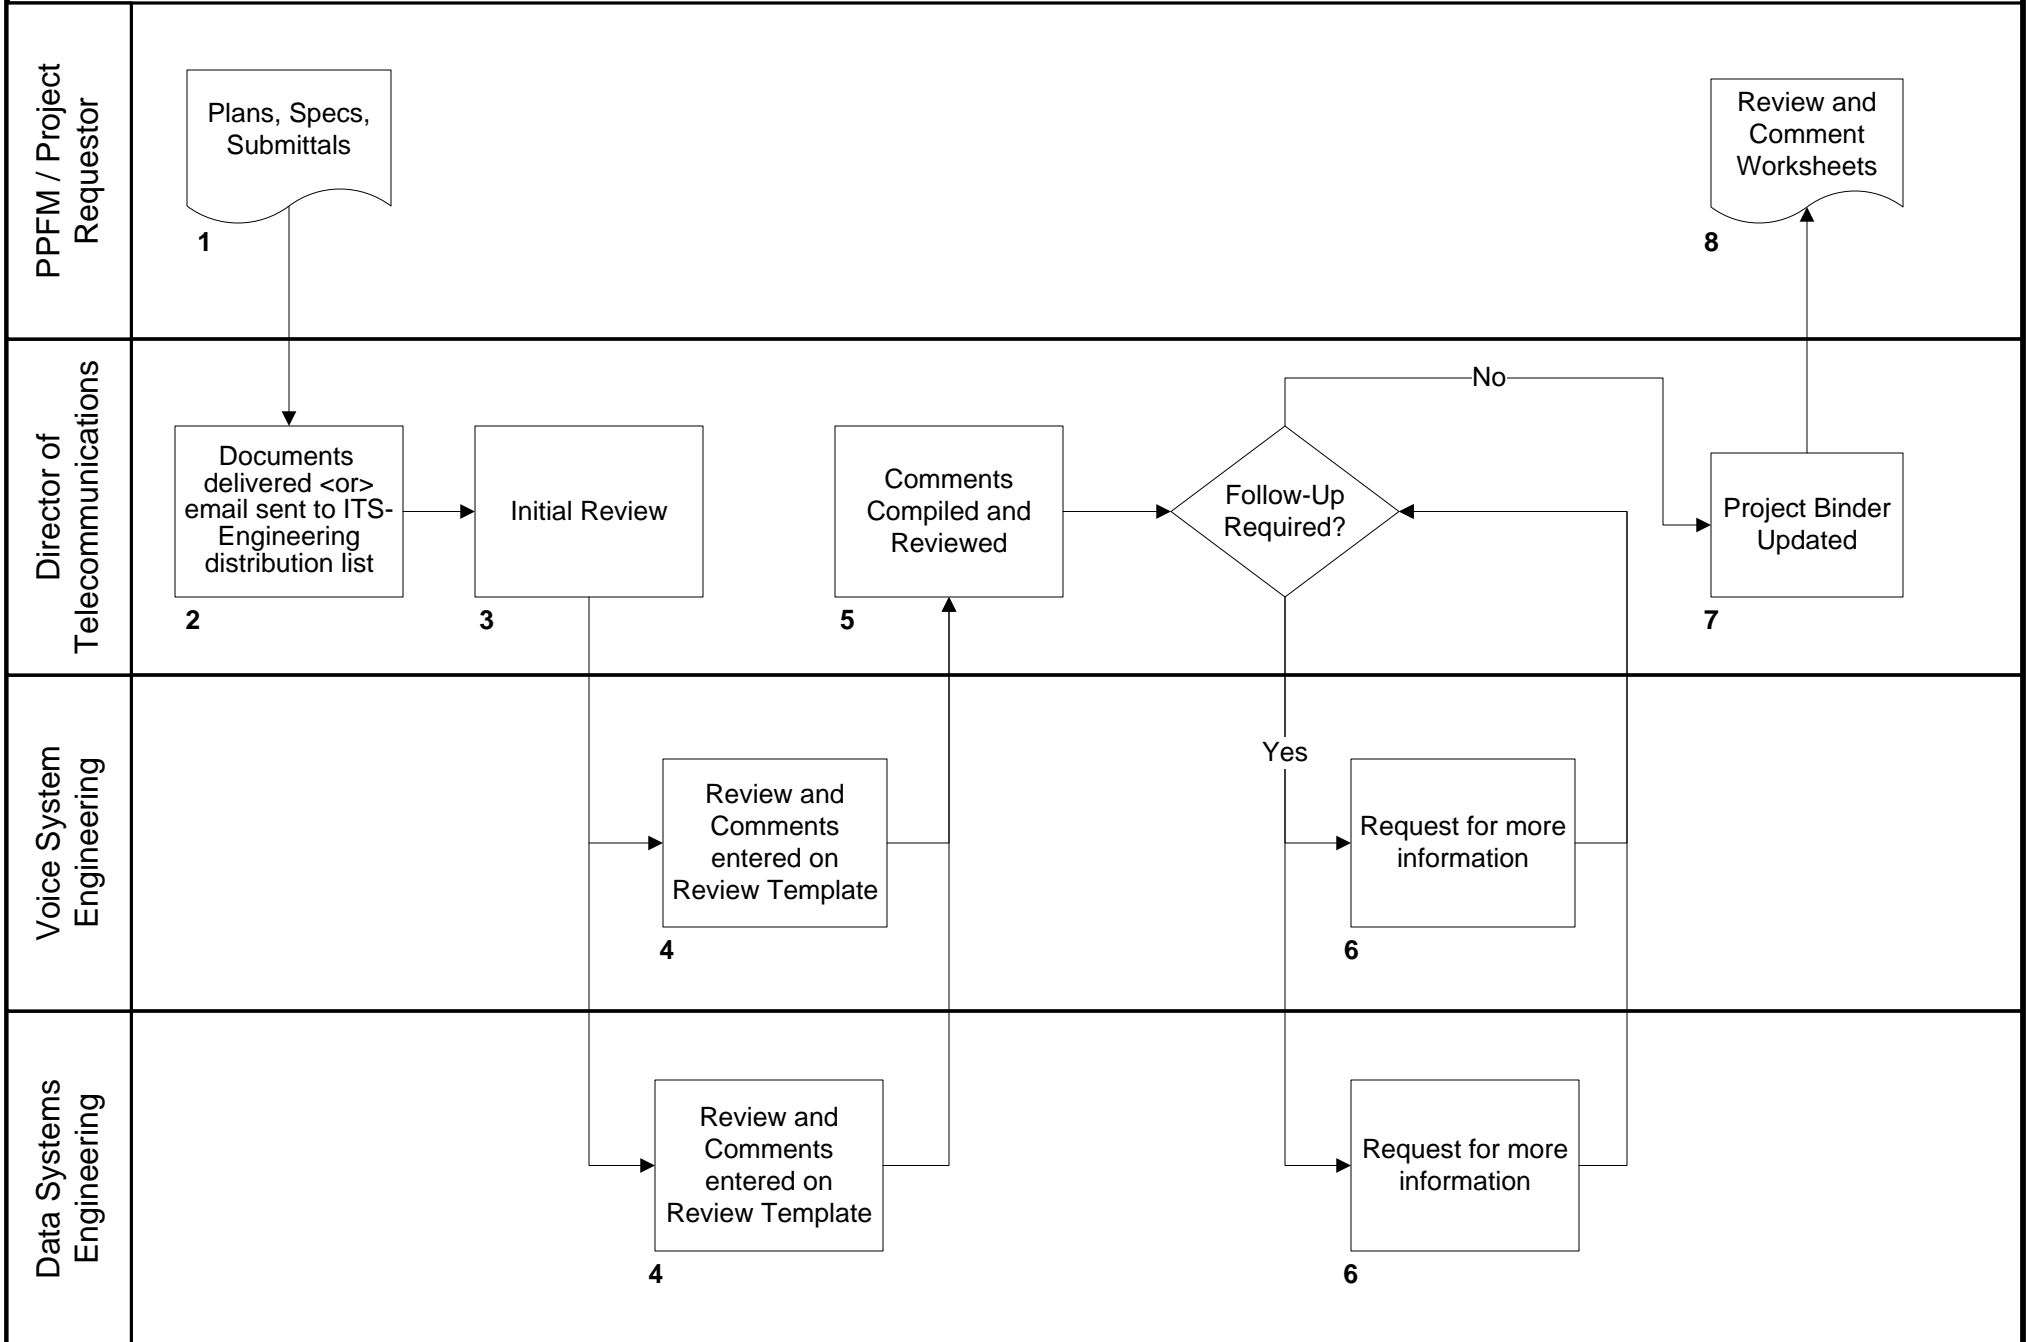 PPFM / Project
Requestor
Plans, Specs,
Submittals
1
Review and
Comment
Worksheets
8
Director of
Telecommunications
Documents
delivered <or>
email sent to ITS-
Engineering
distribution list
2
Initial Review
3
Comments
Compiled and
Reviewed
5
Follow-Up
Required?
No
Project Binder
Updated
7
Voice System
Engineering
Review and
Comments
entered on
Review Template
4
Yes
Request for more
information
6
Data Systems
Engineering
Review and
Comments
entered on
Review Template
4
Request for more
information
6